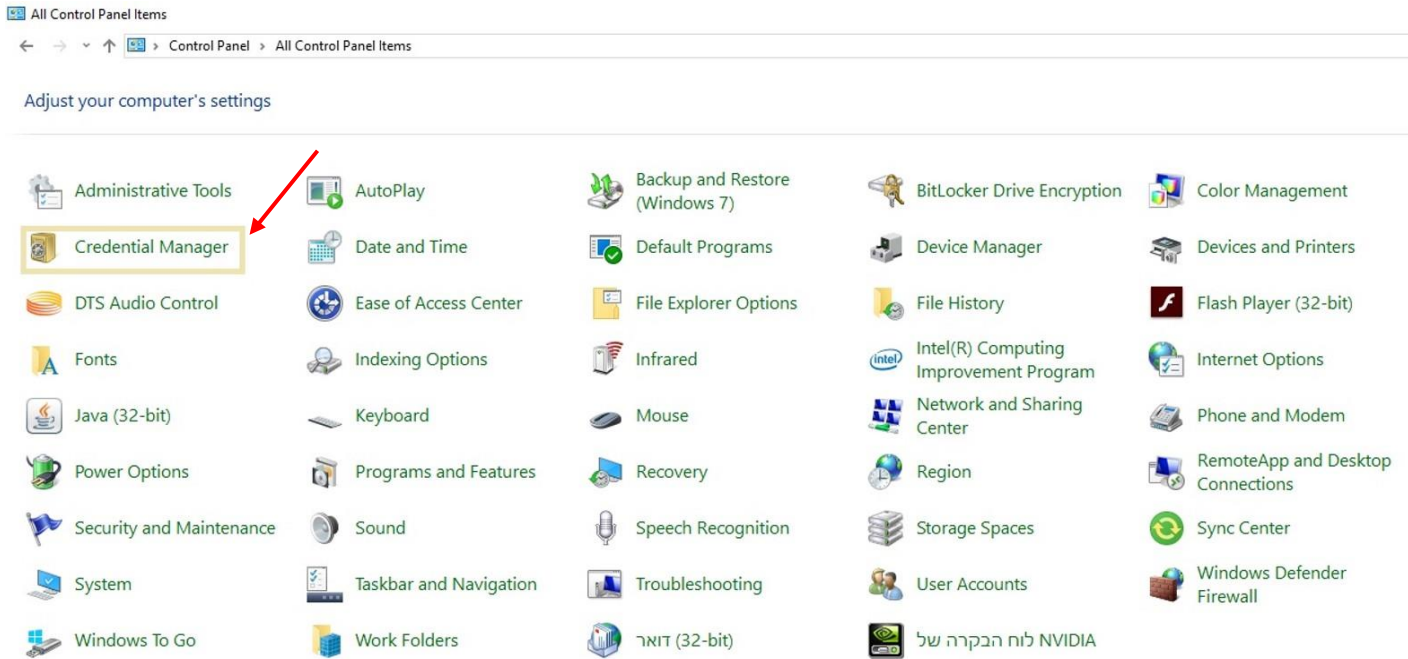 All Control Panel Items
Control Panel > All Control Panel Items
Adjust your computer's settings
Administrative Tools
AutoPlay
Backup and Restore
(Windows 7)
BitLocker Drive Encryption
Color Management
Credential Manager
Date and Time
Default Programs
Device Manager
Devices and Printers
DTS Audio Control
Ease of Access Center
File Explorer Options
File History
Flash Player (32-bit)
Fonts
Indexing Options
Infrared
intel
Intel(R) Computing
Improvement Program
Internet Options
Java (32-bit)
Keyboard
Mouse
Network and Sharing
Center
Phone and Modem
Power Options
Programs and Features
Recovery
Region
RemoteApp and Desktop
Connections
Security and Maintenance
Sound
Speech Recognition
Storage Spaces
Sync Center
System
Taskbar and Navigation
Troubleshooting
User Accounts
Windows Defender
Firewall
Windows To Go
Work Folders
דואר (32-bit)
לוח הבקרה של NVIDIA